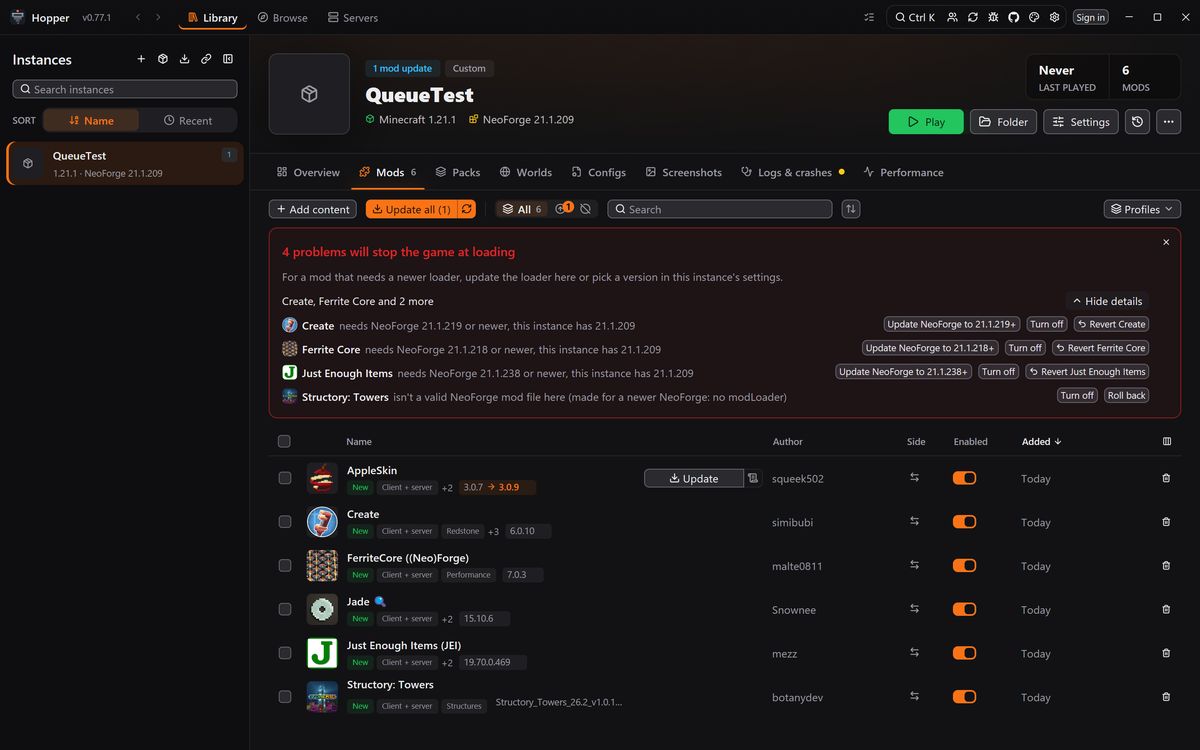 Hopper v0.77.1 Library Browse Servers Ctrl K Sign in
Instances
Search instances
SORT Name Recent
QueueTest 1
1.21.1 · NeoForge 21.1.209
1 mod update Custom
QueueTest
Minecraft 1.21.1 NeoForge 21.1.209
Never 6
LAST PLAYED MODS
Play Folder Settings
Overview Mods 6 Packs Worlds Configs Screenshots Logs & crashes Performance
Add content Update all (1) All 6 1 Search Profiles
4 problems will stop the game at loading
For a mod that needs a newer loader, update the loader here or pick a version in this instance's settings.
Create, Ferrite Core and 2 more Hide details
Create needs NeoForge 21.1.219 or newer, this instance has 21.1.209 Update NeoForge to 21.1.219+ Turn off Revert Create
Ferrite Core needs NeoForge 21.1.218 or newer, this instance has 21.1.209 Update NeoForge to 21.1.218+ Turn off Revert Ferrite Core
Just Enough Items needs NeoForge 21.1.238 or newer, this instance has 21.1.209 Update NeoForge to 21.1.238+ Turn off Revert Just Enough Items
Structory: Towers isn't a valid NeoForge mod file here (made for a newer NeoForge: no modLoader) Turn off Roll back
Name Author Side Enabled Added
AppleSkin
New Client + server +2 3.0.7 → 3.0.9 Update squeek502 Today
Create
New Client + server Redstone +3 6.0.10 simibubi Today
FerriteCore ((Neo)Forge)
New Client + server Performance 7.0.3 malte0811 Today
Jade
New Client + server +2 15.10.6 Snownee Today
Just Enough Items (JEI)
New Client + server +2 19.70.0.469 mezz Today
Structory: Towers
New Client + server Structures Structory_Towers_26.2_v1.0.1... botanydev Today